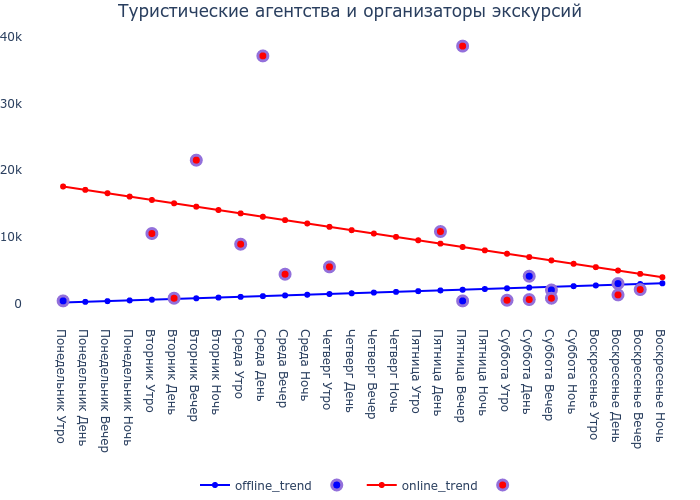 Туристические агентства и организаторы экскурсий
40k
30k
20k
10k
0
Понедельник Утро
Понедельник День
Понедельник Вечер
Понедельник Ночь
Вторник Утро
Вторник День
Вторник Вечер
Вторник Ночь
Среда Утро
Среда День
Среда Вечер
Среда Ночь
Четверг Утро
Четверг День
Четверг Вечер
Четверг Ночь
Пятница Утро
Пятница День
Пятница Вечер
Пятница Ночь
Суббота Утро
Суббота День
Суббота Вечер
Суббота Ночь
Воскресенье Утро
Воскресенье День
Воскресенье Вечер
Воскресенье Ночь
offline_trend
online_trend